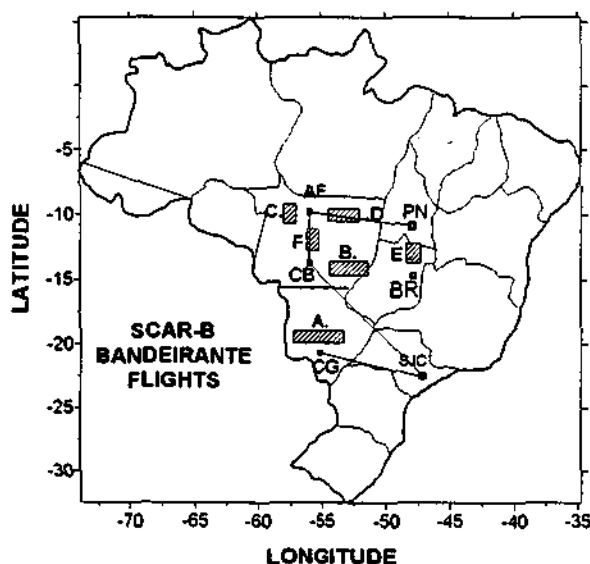 LATITUDE
-5
-10
-15
-20
-25
-30
AF
C.
D
PN
F
B.
E
CB
BR
A.
SCAR-B
BANDEIRANTE
FLIGHTS
CG
SJC
-70
-65
-60
-55
-50
-45
-40
-35
LONGITUDE